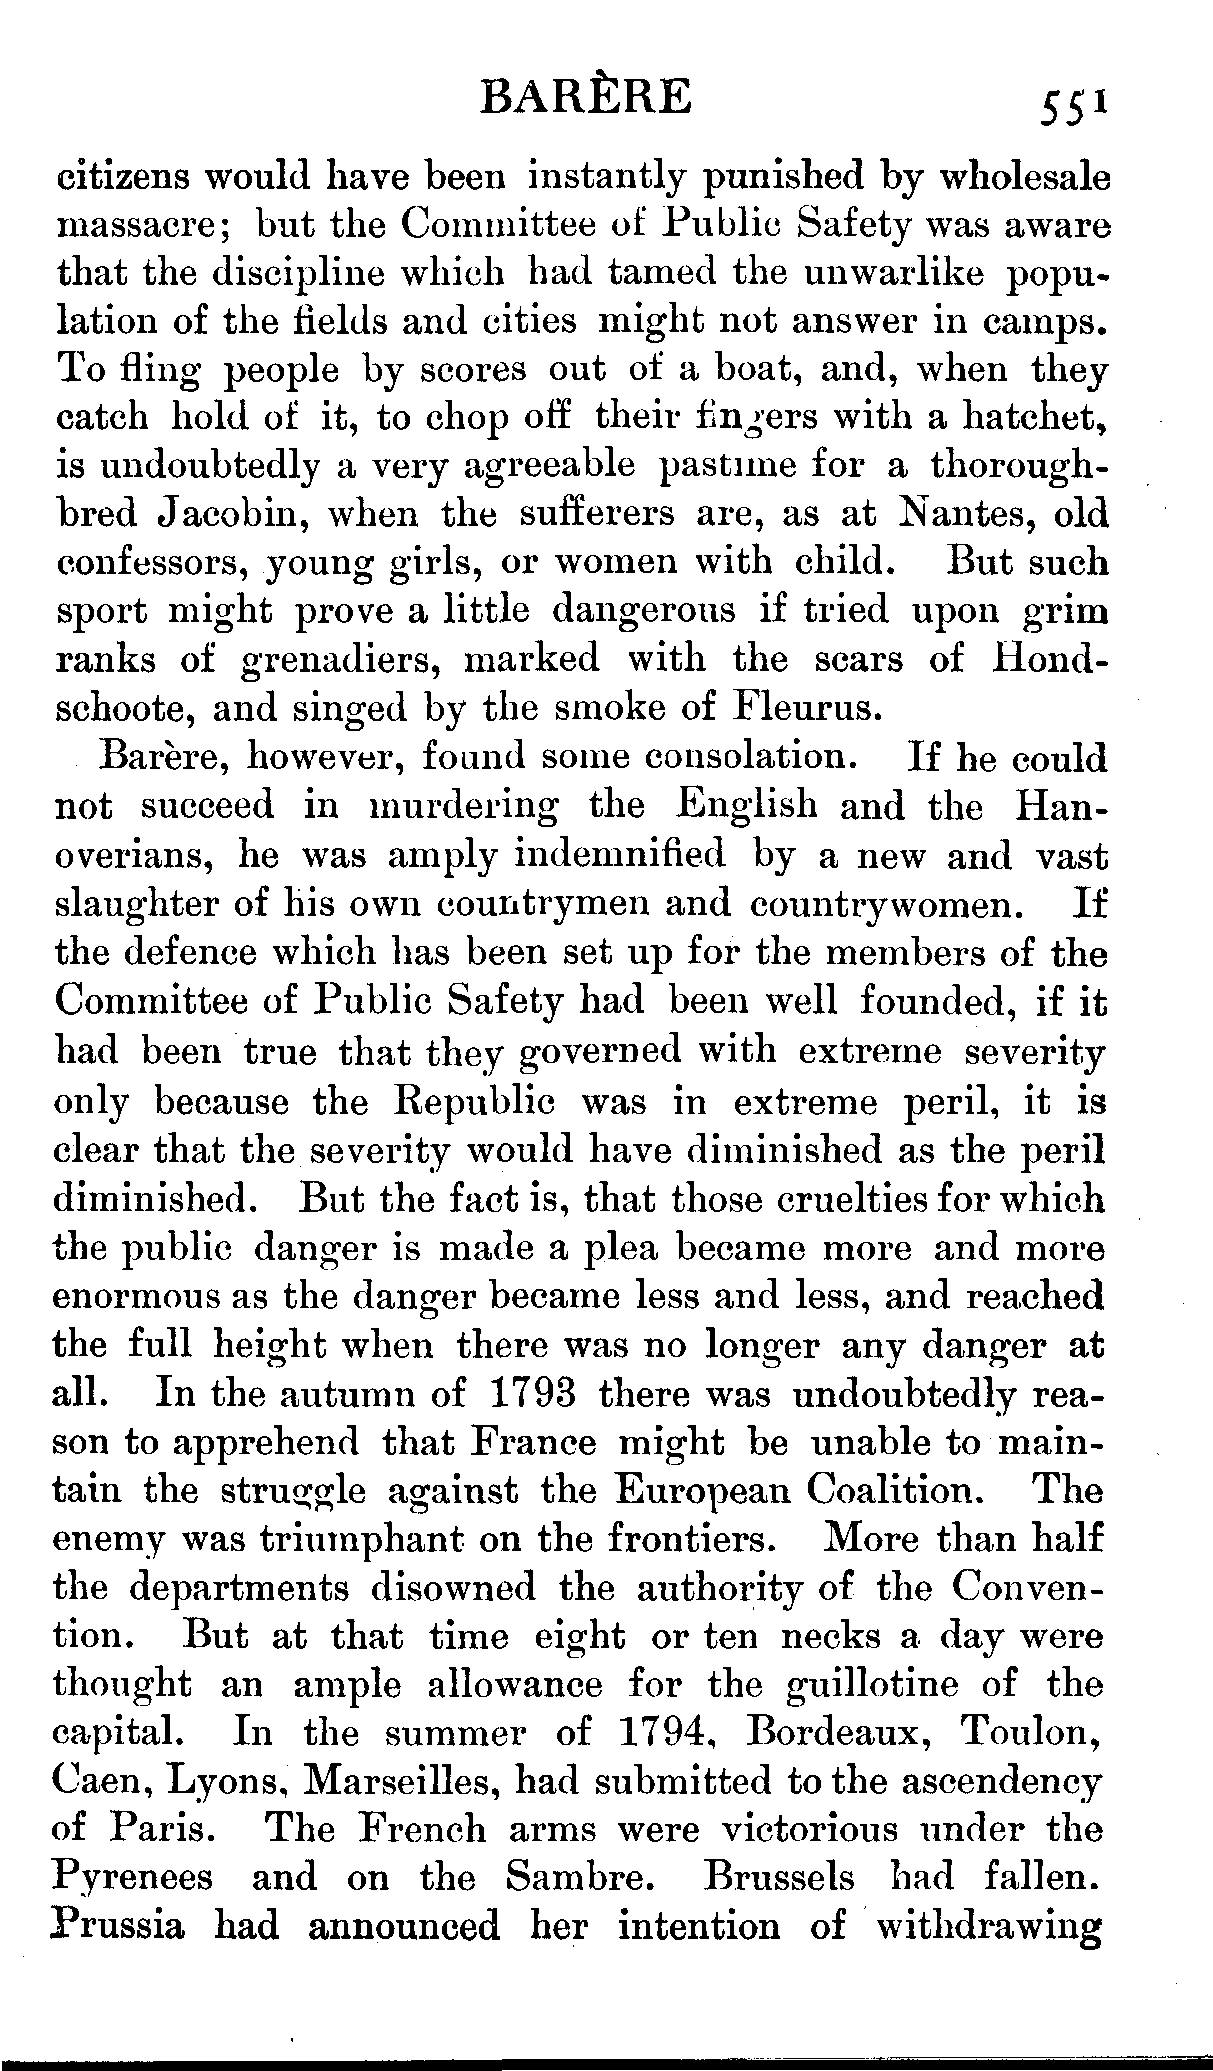 BARÈRE 551
citizens would have been instantly punished by wholesale
massacre; but the Committee of Public Safety was aware
that the discipline which had tamed the unwarlike popu-
lation of the fields and cities might not answer in camps.
To fling people by scores out of a boat, and, when they
catch hold of it, to chop off their fingers with a hatchet,
is undoubtedly a very agreeable pastime for a thorough-
bred Jacobin, when the sufferers are, as at Nantes, old
confessors, young girls, or women with child. But such
sport might prove a little dangerous if tried upon grim
ranks of grenadiers, marked with the scars of Hond-
schoote, and singed by the smoke of Fleurus.
Barère, however, found some consolation. If he could
not succeed in murdering the English and the Han-
overians, he was amply indemnified by a new and vast
slaughter of his own countrymen and countrywomen. If
the defence which has been set up for the members of the
Committee of Public Safety had been well founded, if it
had been true that they governed with extreme severity
only because the Republic was in extreme peril, it is
clear that the severity would have diminished as the peril
diminished. But the fact is, that those cruelties for which
the public danger is made a plea became more and more
enormous as the danger became less and less, and reached
the full height when there was no longer any danger at
all. In the autumn of 1793 there was undoubtedly rea-
son to apprehend that France might be unable to main-
tain the struggle against the European Coalition. The
enemy was triumphant on the frontiers. More than half
the departments disowned the authority of the Conven-
tion. But at that time eight or ten necks a day were
thought an ample allowance for the guillotine of the
capital. In the summer of 1794, Bordeaux, Toulon,
Caen, Lyons, Marseilles, had submitted to the ascendency
of Paris. The French arms were victorious under the
Pyrenees and on the Sambre. Brussels had fallen.
Prussia had announced her intention of withdrawing